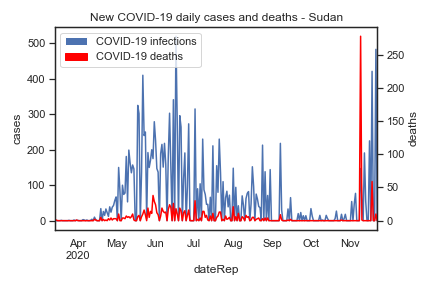 New COVID-19 daily cases and deaths - Sudan
COVID-19 infections
COVID-19 deaths
500
400
300
200
100
0
cases
250
200
150
100
50
0
deaths
Apr
2020
May
Jun
Jul
Aug
Sep
Oct
Nov
dateRep